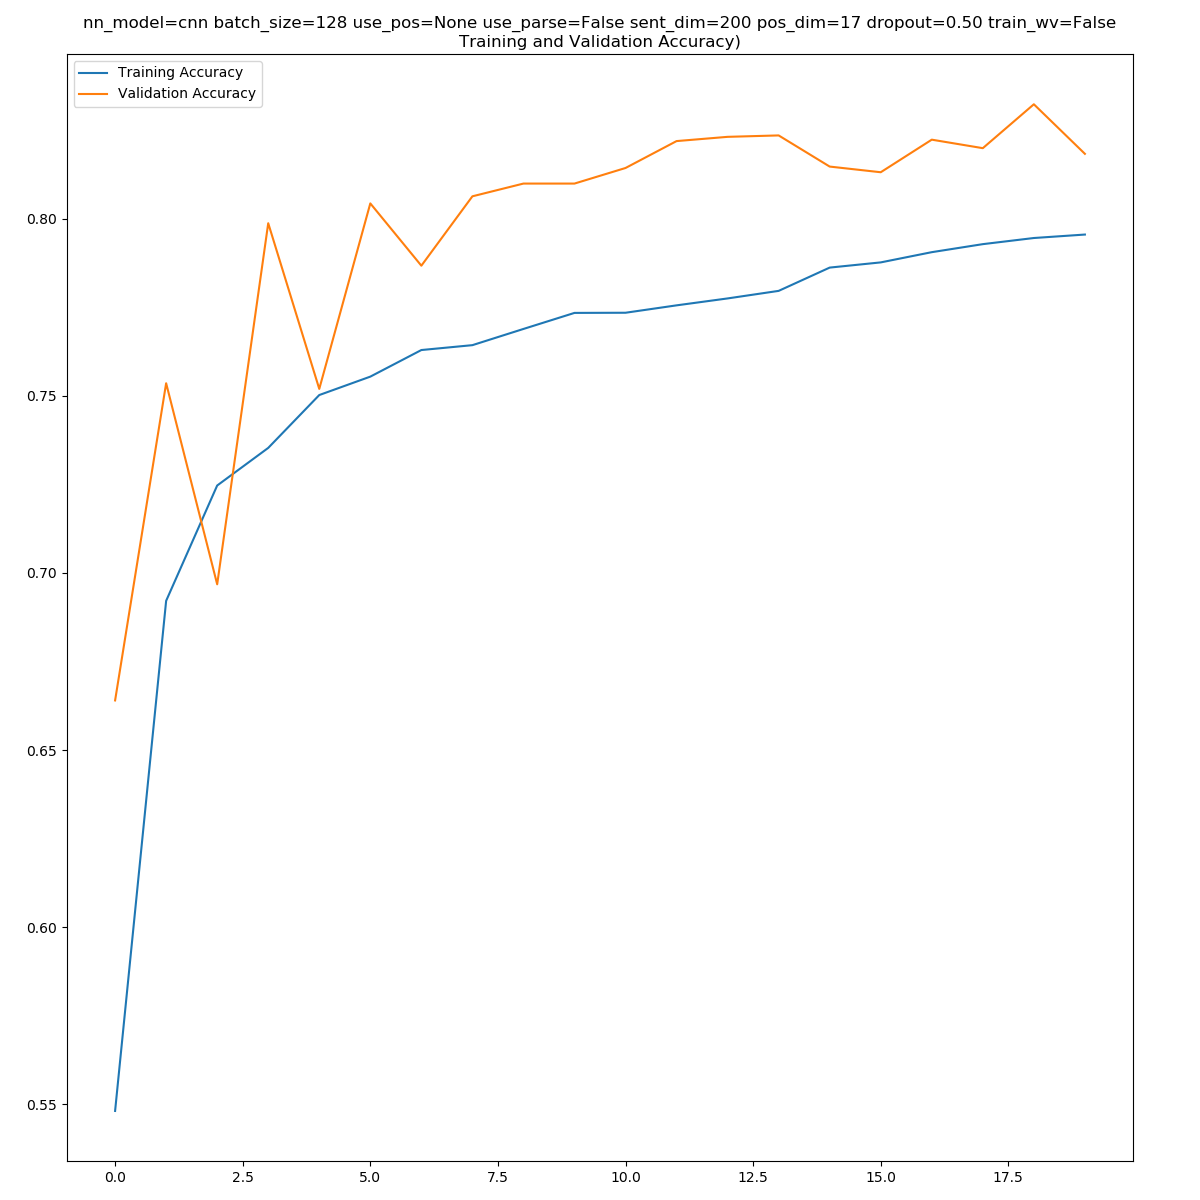 nn_model=cnn batch_size=128 use_pos=None use_parse=False sent_dim=200 pos_dim=17 dropout=0.50 train_wv=False
Training and Validation Accuracy)
Training Accuracy
Validation Accuracy
0.80
0.75
0.70
0.65
0.60
0.55
0.0 2.5 5.0 7.5 10.0 12.5 15.0 17.5